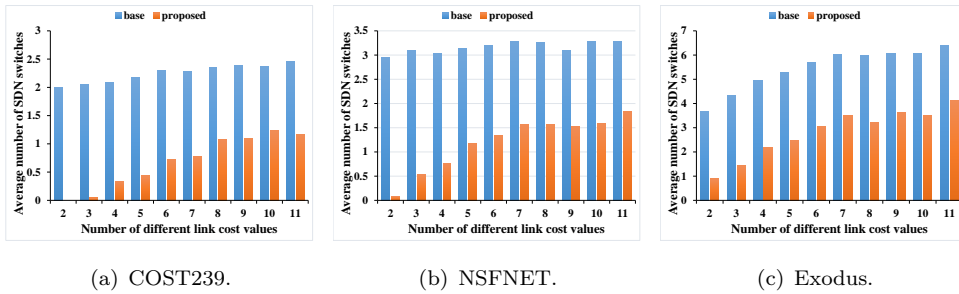 base proposed
Average number of SDN switches
3
2.5
2
1.5
1
0.5
0
2 3 4 5 6 7 8 9 10 11
Number of different link cost values
(a) COST239.
base proposed
Average number of SDN switches
3.5
3
2.5
2
1.5
1
0.5
0
2 3 4 5 6 7 8 9 10 11
Number of different link cost values
(b) NSFNET.
base proposed
Average number of SDN switches
7
6
5
4
3
2
1
0
2 3 4 5 6 7 8 9 10 11
Number of different link cost values
(c) Exodus.